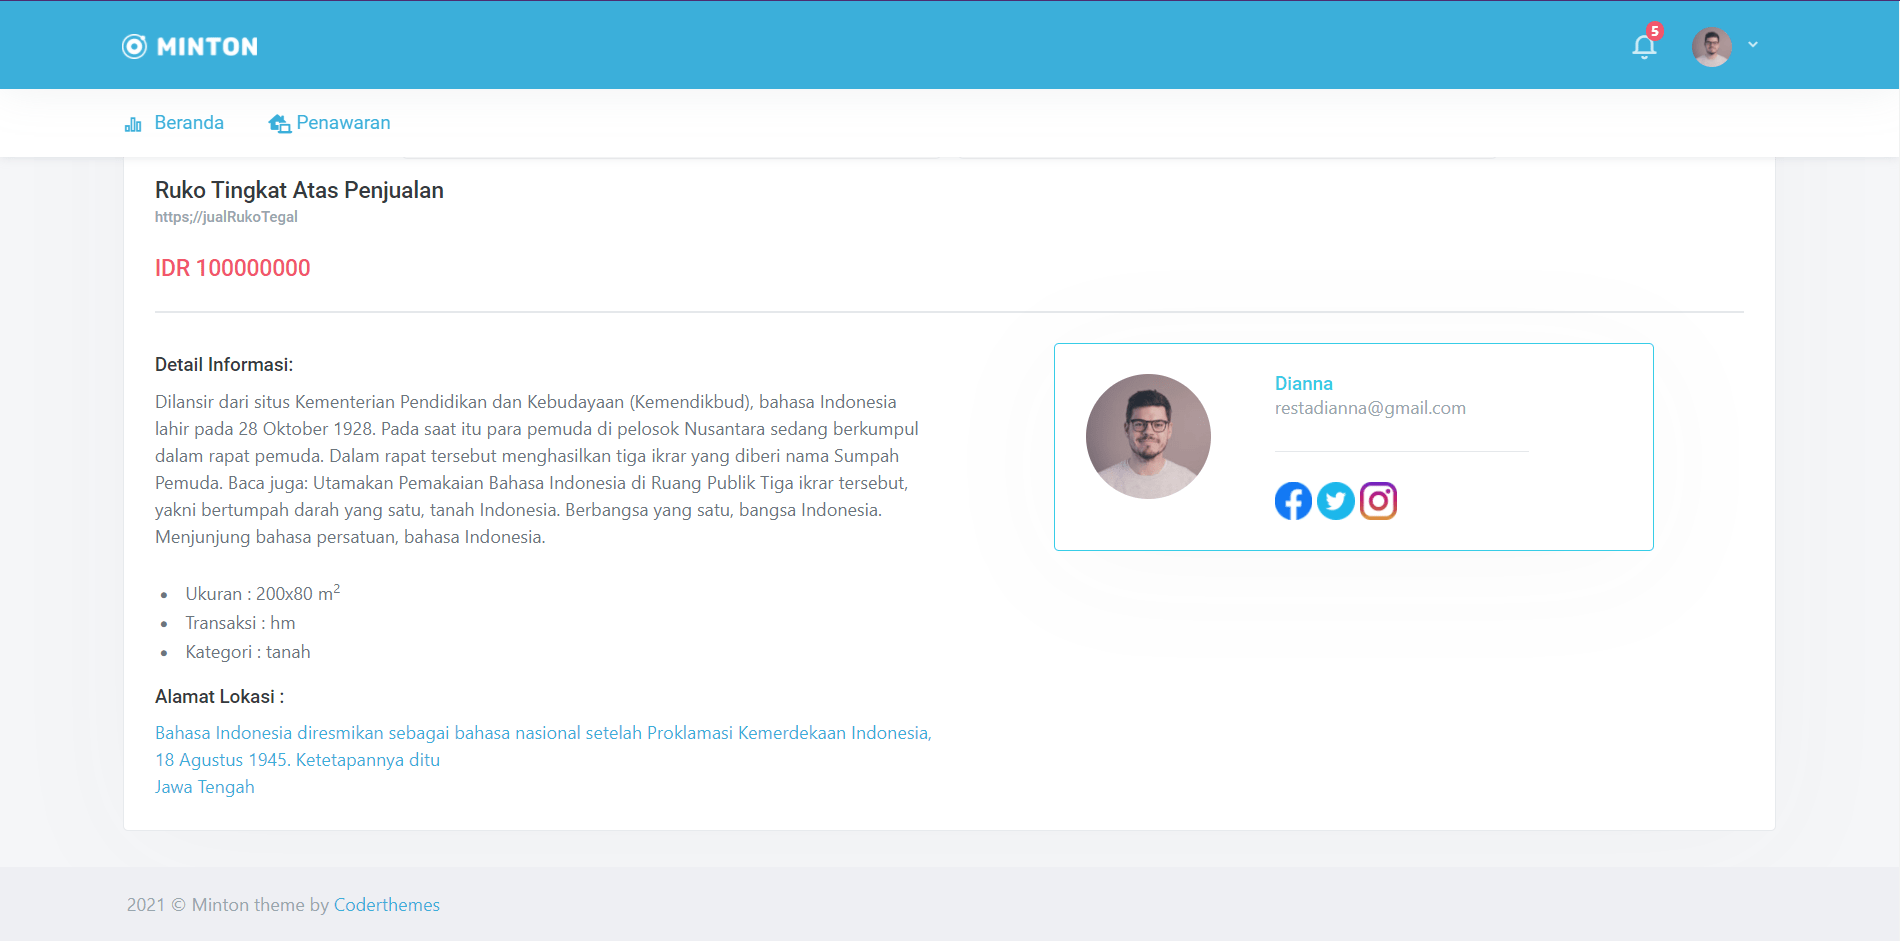 MINTON
5
Beranda
Penawaran
Ruko Tingkat Atas Penjualan
https;//jualRukoTegal
IDR 100000000
Detail Informasi:
Dilansir dari situs Kementerian Pendidikan dan Kebudayaan (Kemendikbud), bahasa Indonesia
lahir pada 28 Oktober 1928. Pada saat itu para pemuda di pelosok Nusantara sedang berkumpul
dalam rapat pemuda. Dalam rapat tersebut menghasilkan tiga ikrar yang diberi nama Sumpah
Pemuda. Baca juga: Utamakan Pemakaian Bahasa Indonesia di Ruang Publik Tiga ikrar tersebut,
yakni bertumpah darah yang satu, tanah Indonesia. Berbangsa yang satu, bangsa Indonesia.
Menjunjung bahasa persatuan, bahasa Indonesia.
• Ukuran : 200x80 m²
• Transaksi : hm
• Kategori : tanah
Alamat Lokasi :
Bahasa Indonesia diresmikan sebagai bahasa nasional setelah Proklamasi Kemerdekaan Indonesia,
18 Agustus 1945. Ketetapannya ditu
Jawa Tengah
Dianna
restadianna@gmail.com
2021 © Minton theme by Coderthemes